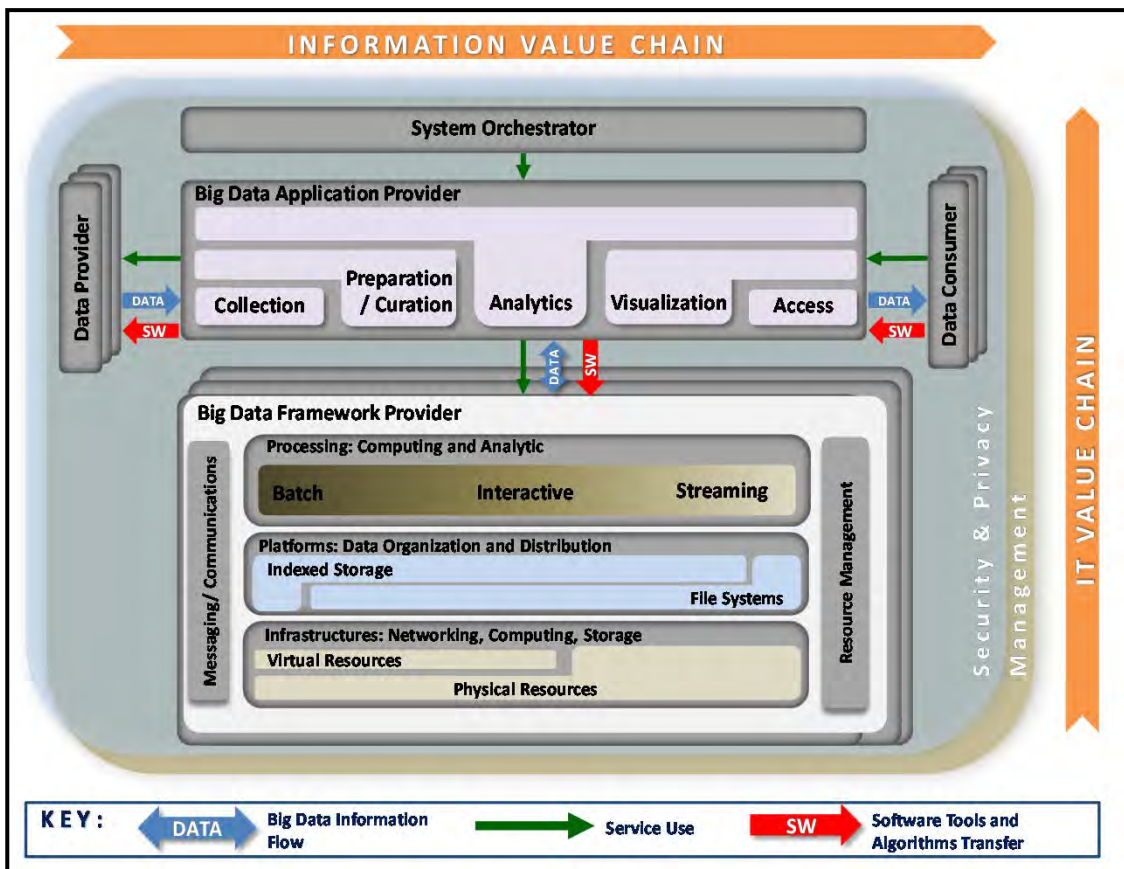 INFORMATION VALUE CHAIN
System Orchestrator
Big Data Application Provider
Data Provider
DATA
SW
Collection
Preparation
/ Curation
Analytics
Visualization
Access
DATA
SW
Data Consumer
DATA
SW
Big Data Framework Provider
Messaging/ Communications
Processing: Computing and Analytic
Batch
Interactive
Streaming
Platforms: Data Organization and Distribution
Indexed Storage
File Systems
Infrastructures: Networking, Computing, Storage
Virtual Resources
Physical Resources
Resource Management
Security & Privacy
Management
IT VALUE CHAIN
KEY:
DATA
Big Data Information
Flow
Service Use
SW
Software Tools and
Algorithms Transfer